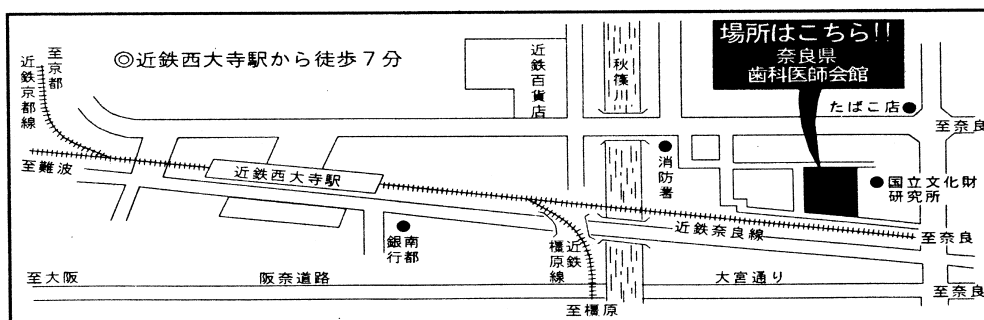 ◎近鉄西大寺駅から徒歩7分
場所はこちら!!
奈良県
歯科医師会館
至京都
近鉄京都線
至難波
近鉄西大寺駅
近鉄百貨店
秋篠川
消防署
たばこ店
至奈良
国立文化財
研究所
近鉄奈良線
至奈良
南都
銀行
近鉄
橿原線
至大阪
阪奈道路
大宮通り
至奈良
至橿原